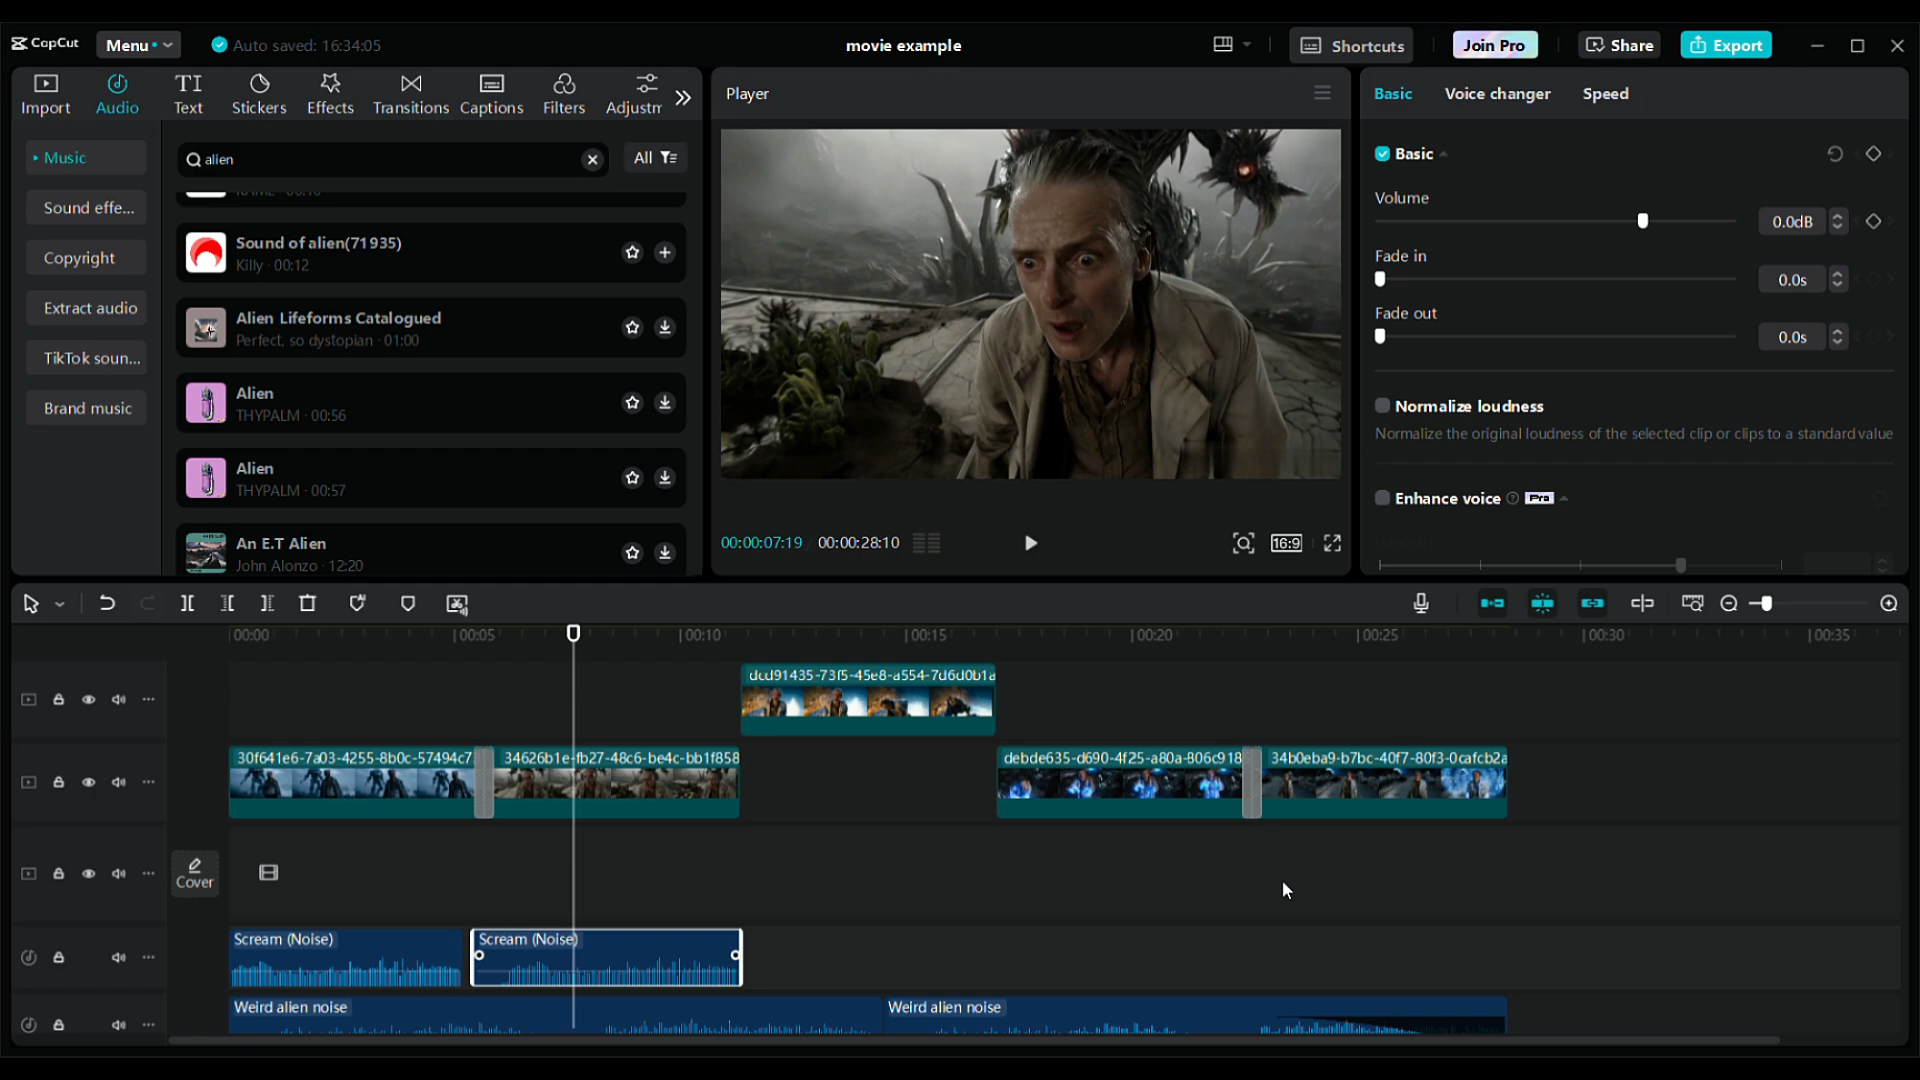 CapCut
Menu
Auto saved: 16:34:05
movie example
Shortcuts
Join Pro
Share
Export
Import
Audio
Text
Stickers
Effects
Transitions
Captions
Filters
Adjustm
Music
Sound effe...
Copyright
Extract audio
TikTok soun...
Brand music
alien
All
Sound of alien(71935)
Killy · 00:12
Alien Lifeforms Catalogued
Perfect, so dystopian · 01:00
Alien
THYPALM · 00:56
Alien
THYPALM · 00:57
An E.T Alien
John Alonzo · 12:20
Player
00:00:07:19
00:00:28:10
16:9
Basic
Voice changer
Speed
Basic
Volume
0.0dB
Fade in
0.0s
Fade out
0.0s
Normalize loudness
Normalize the original loudness of the selected clip or clips to a standard value
Enhance voice
Pro
00:00
00:05
00:10
00:15
00:20
00:25
00:30
00:35
dcd91435-73f5-45e8-a554-7d6d0b1a
30f641e6-7a03-4255-8b0c-57494c7
34626b1e-fb27-48c6-be4c-bb1f858
debde635-d690-4f25-a80a-806c918
34b0eba9-b7bc-40f7-80f3-0cafcb2a
Cover
Scream (Noise)
Scream (Noise)
Weird alien noise
Weird alien noise